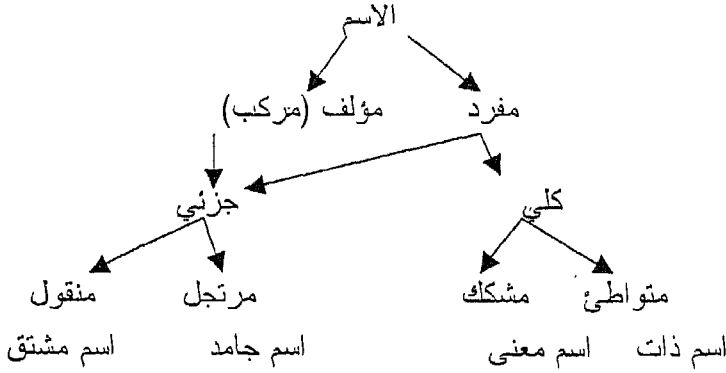 الاسم
مفرد مؤلف (مركب)
كلي جزئي
متواطئ مشكك مرتجل منقول
اسم ذات اسم معنى اسم جامد اسم مشتق